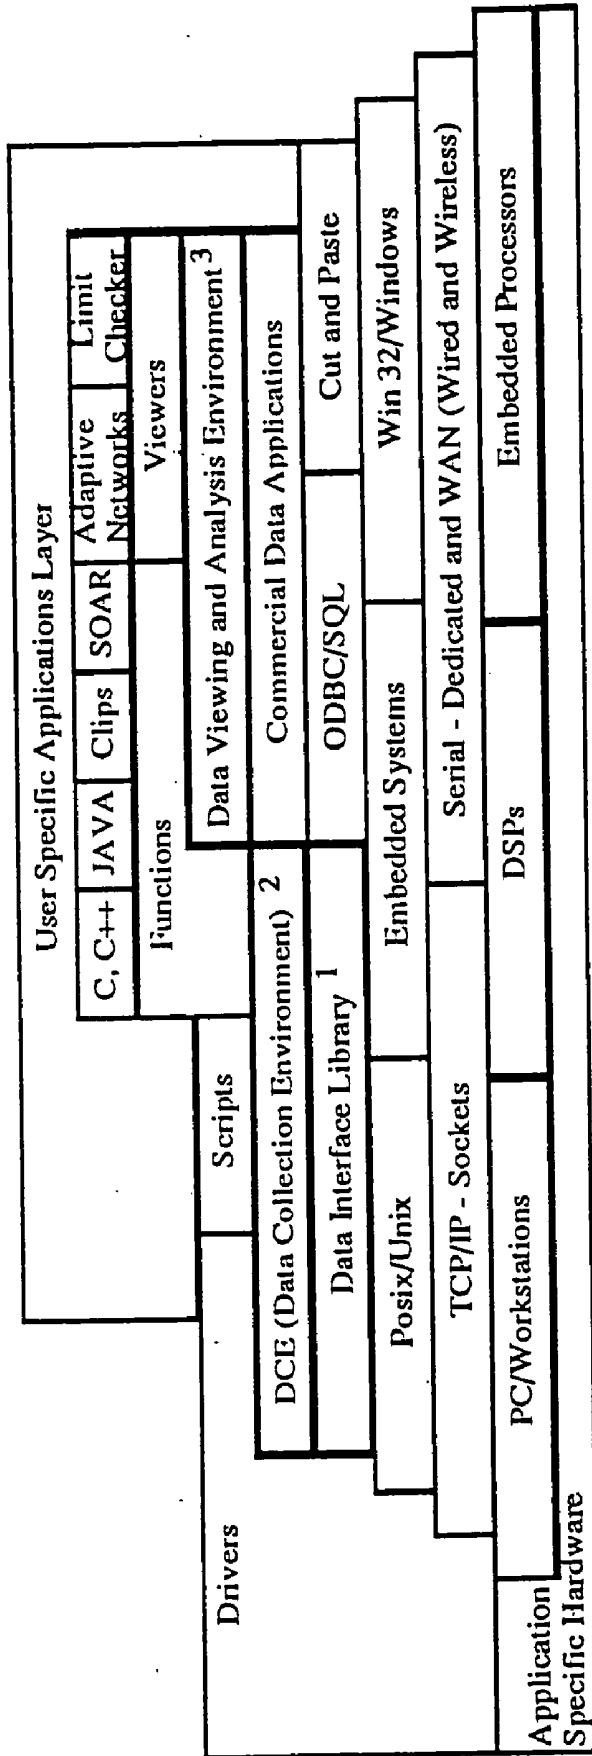 User Specific Applications Layer
C, C++
JAVA
Clips
SOAR
Adaptive
Networks
Limit
Checker
Functions
Viewers
Scripts
Data Viewing and Analysis Environment 3
Drivers
DCE (Data Collection Environment) 2
Commercial Data Applications
Data Interface Library 1
ODBC/SQL
Cut and Paste
Posix/Unix
Embedded Systems
Win 32/Windows
TCP/IP - Sockets
Serial - Dedicated and WAN (Wired and Wireless)
PC/Workstations
DSPs
Embedded Processors
Application
Specific Hardware